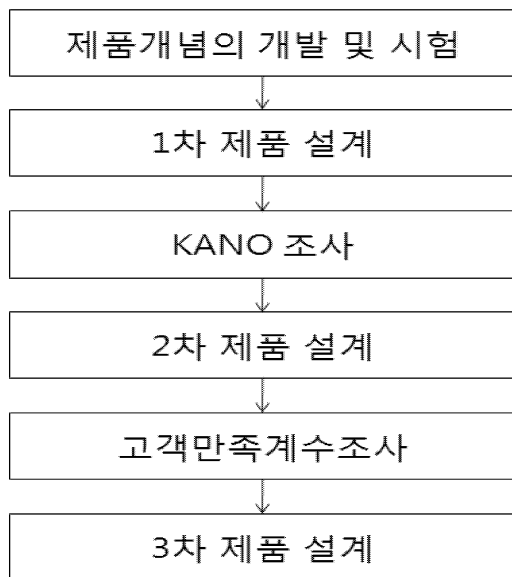 제품개념의 개발 및 시험
1차 제품 설계
KANO 조사
2차 제품 설계
고객만족계수조사
3차 제품 설계